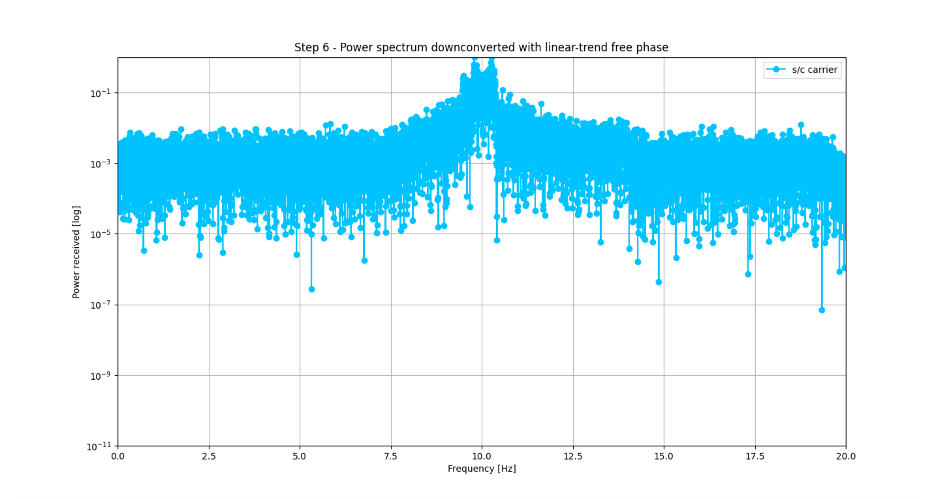 Step 6 - Power spectrum downconverted with linear-trend free phase
s/c carrier
Power received [log]
10⁻¹
10⁻³
10⁻⁵
10⁻⁷
10⁻⁹
10⁻¹¹
0.0 2.5 5.0 7.5 10.0 12.5 15.0 17.5 20.0
Frequency [Hz]